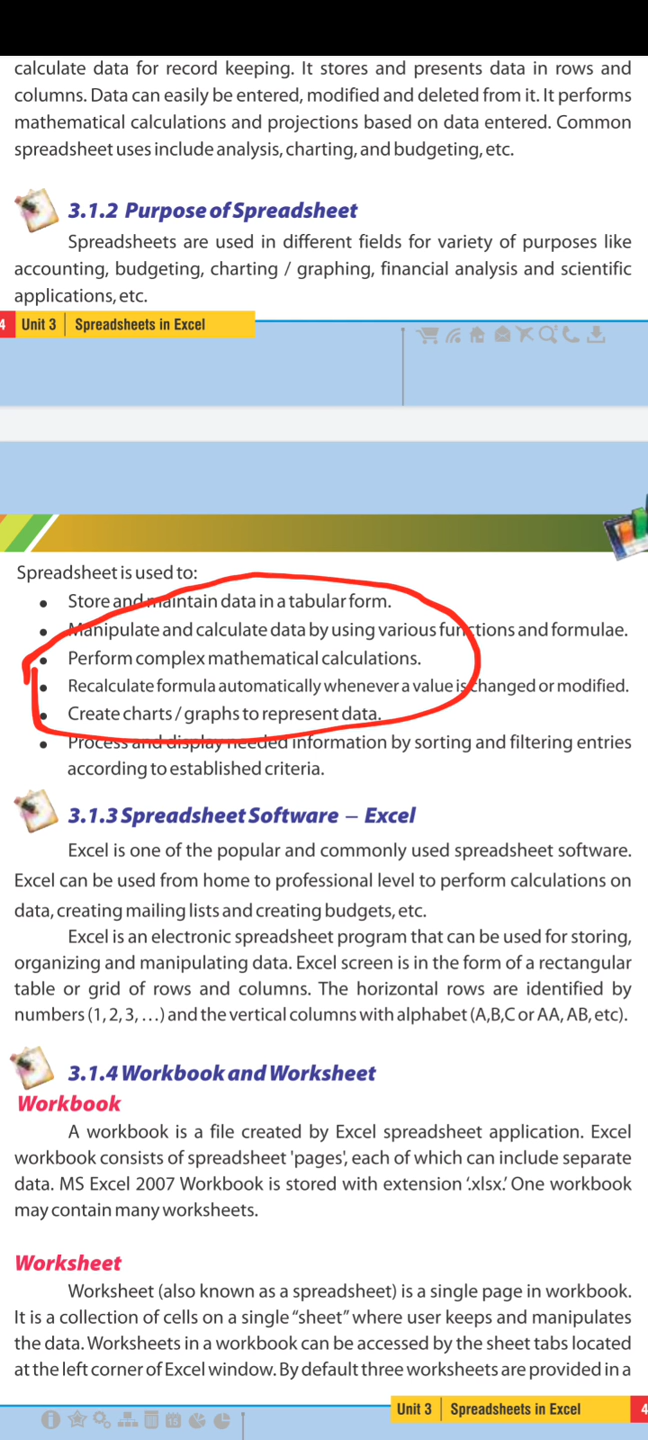 calculate data for record keeping. It stores and presents data in rows and
columns. Data can easily be entered, modified and deleted from it. It performs
mathematical calculations and projections based on data entered. Common
spreadsheet uses include analysis, charting, and budgeting, etc.
3.1.2 Purpose of Spreadsheet
Spreadsheets are used in different fields for variety of purposes like
accounting, budgeting, charting / graphing, financial analysis and scientific
applications, etc.
4 Unit 3 | Spreadsheets in Excel
Spreadsheet is used to:
• Store and maintain data in a tabular form.
• Manipulate and calculate data by using various functions and formulae.
• Perform complex mathematical calculations.
• Recalculate formula automatically whenever a value is changed or modified.
• Create charts / graphs to represent data.
• Process and display needed information by sorting and filtering entries
according to established criteria.
3.1.3 Spreadsheet Software – Excel
Excel is one of the popular and commonly used spreadsheet software.
Excel can be used from home to professional level to perform calculations on
data, creating mailing lists and creating budgets, etc.
Excel is an electronic spreadsheet program that can be used for storing,
organizing and manipulating data. Excel screen is in the form of a rectangular
table or grid of rows and columns. The horizontal rows are identified by
numbers (1, 2, 3, …) and the vertical columns with alphabet (A,B,C or AA, AB, etc).
3.1.4 Workbook and Worksheet
Workbook
A workbook is a file created by Excel spreadsheet application. Excel
workbook consists of spreadsheet 'pages', each of which can include separate
data. MS Excel 2007 Workbook is stored with extension '.xlsx.' One workbook
may contain many worksheets.
Worksheet
Worksheet (also known as a spreadsheet) is a single page in workbook.
It is a collection of cells on a single “sheet” where user keeps and manipulates
the data. Worksheets in a workbook can be accessed by the sheet tabs located
at the left corner of Excel window. By default three worksheets are provided in a
Unit 3 | Spreadsheets in Excel 4